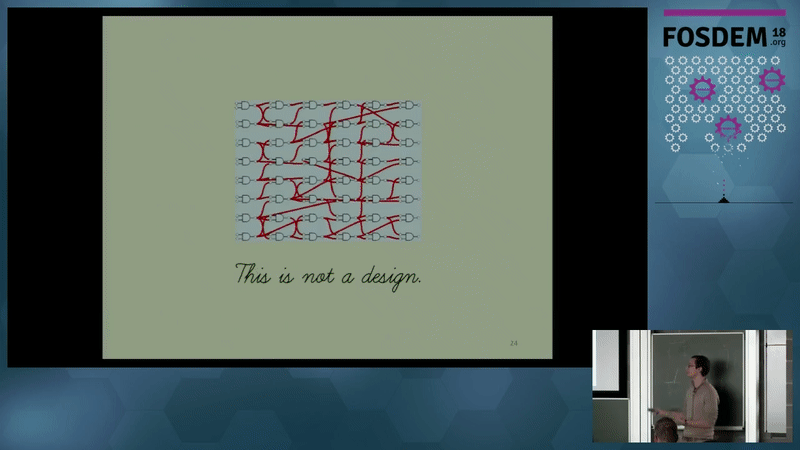 FOSDEM 18
.org
This is not a design.
24